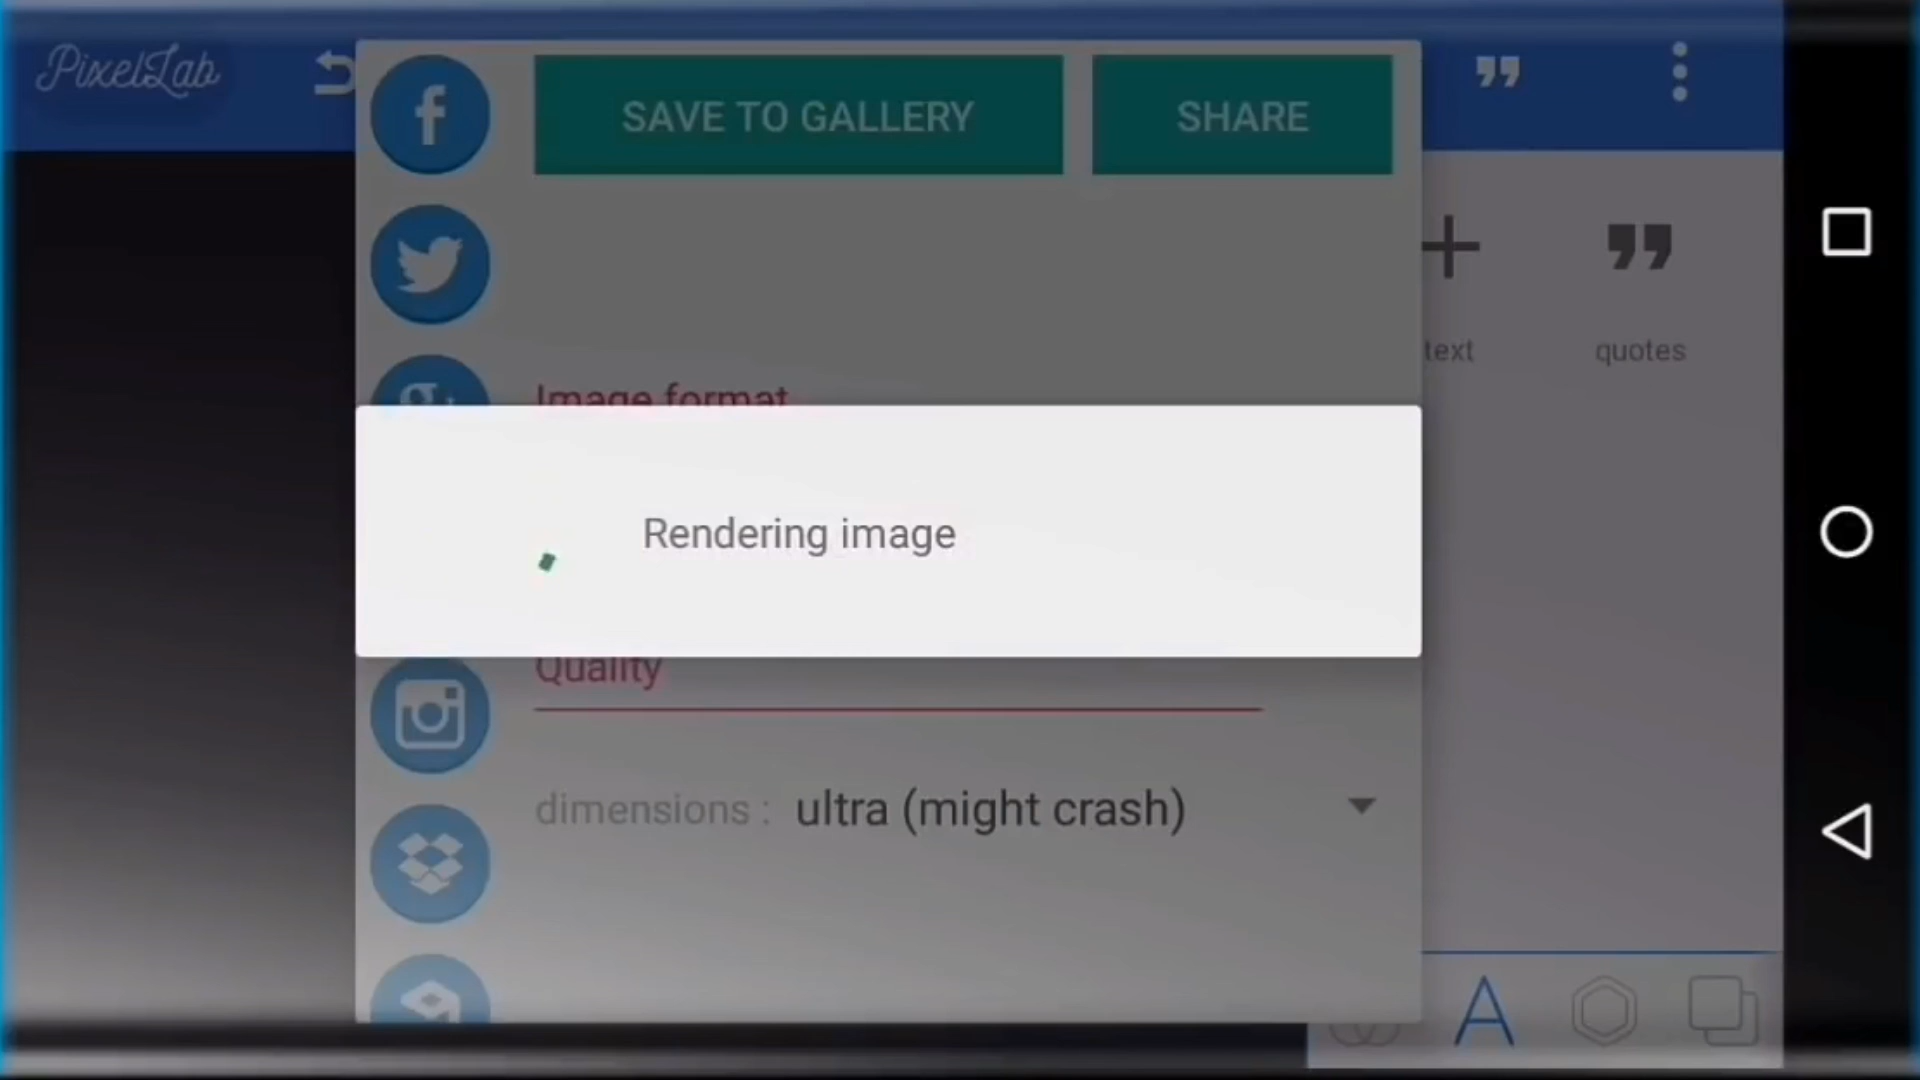 PixelLab
SAVE TO GALLERY
SHARE
text
quotes
Image format
Rendering image
Quality
dimensions : ultra (might crash)